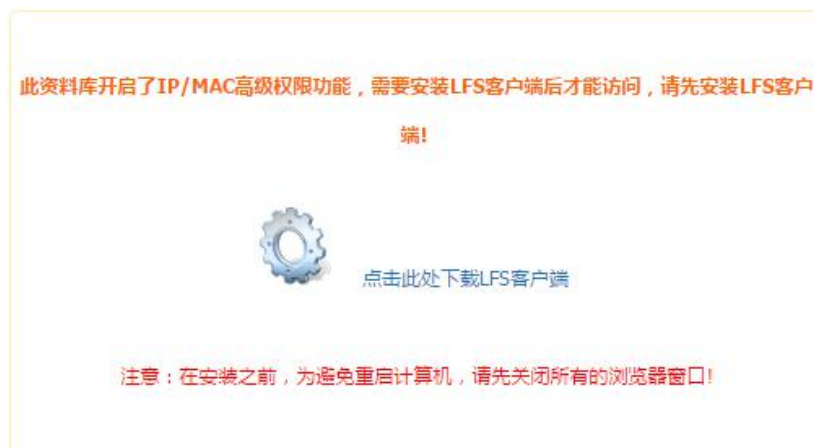 此资料库开启了IP/MAC高级权限功能，需要安装LFS客户端后才能访问，请先安装LFS客户
端!
点击此处下载LFS客户端
注意：在安装之前，为避免重启计算机，请先关闭所有的浏览器窗口!